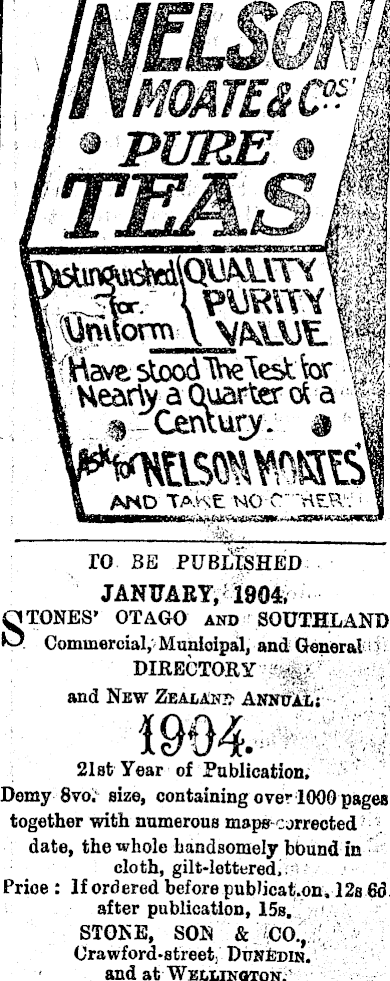 NELSON
MOATE & COS'
PURE
TEAS
Distinguished QUALITY
for PURITY
Uniform VALUE
Have stood The Test for
Nearly a Quarter of a
Century.
Ask for NELSON MOATES'
AND TAKE NO OTHER.
TO BE PUBLISHED
JANUARY, 1904,
STONES' OTAGO AND SOUTHLAND
Commercial, Municipal, and General
DIRECTORY
and NEW ZEALAND ANNUAL:
1904.
21st Year of Publication.
Demy 8vo. size, containing over 1000 pages
together with numerous maps corrected
date, the whole handsomely bound in
cloth, gilt-lettered.
Price: If ordered before publication, 12s 6d
after publication, 15s.
STONE, SON & CO.,
Crawford-street, DUNEDIN.
and at WELLINGTON.